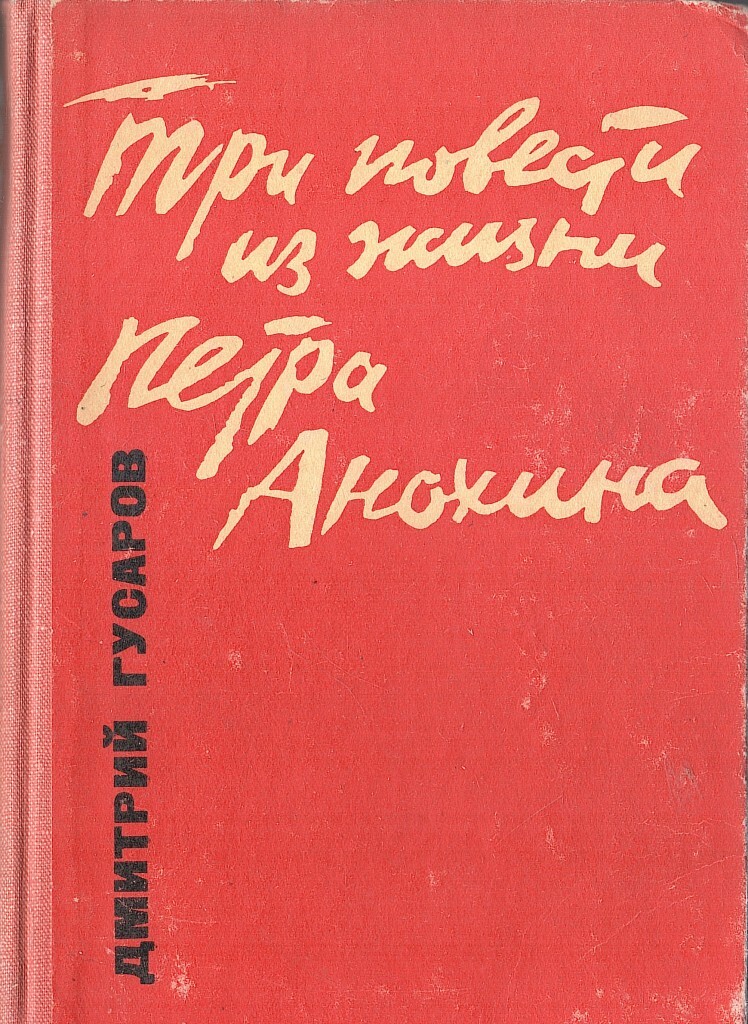 Три повести
из жизни
Петра
Анохина
ДМИТРИЙ ГУСАРОВ